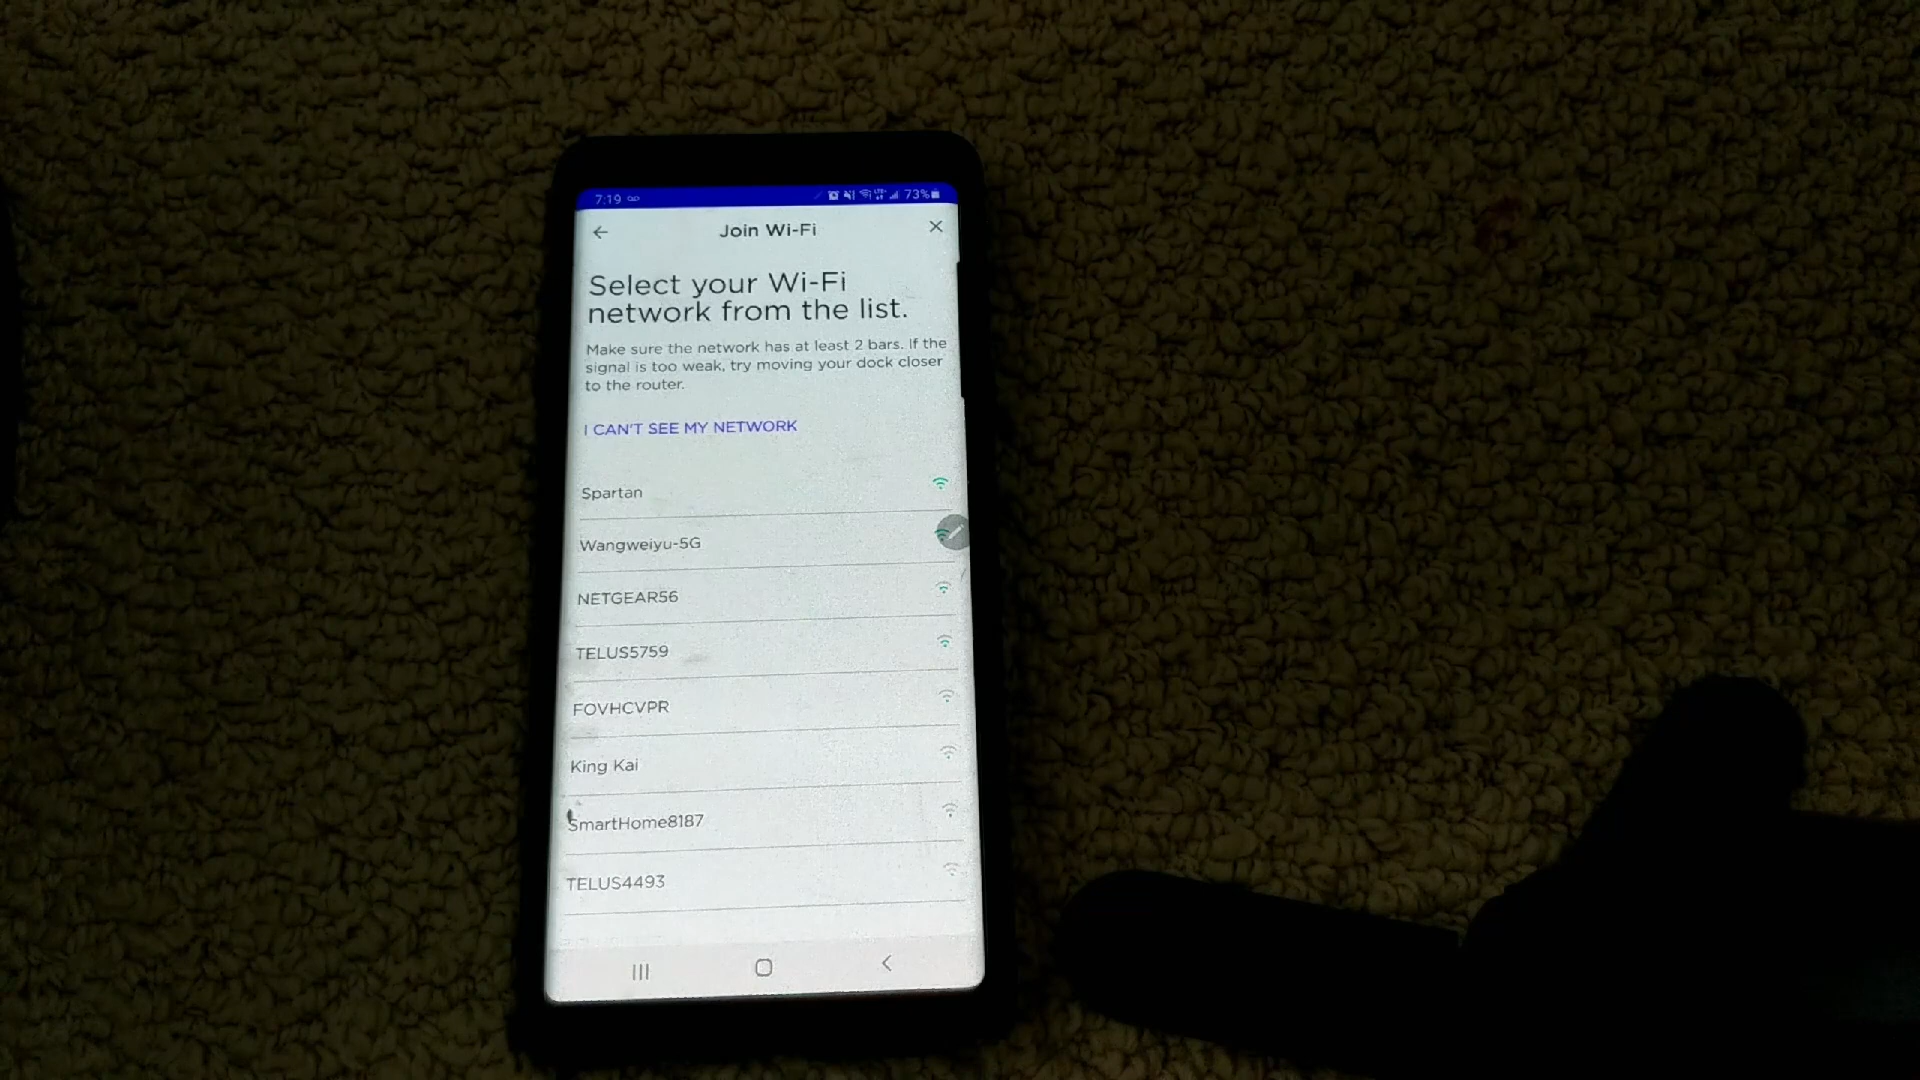 7:19
73%
Join Wi-Fi
Select your Wi-Fi
network from the list.
Make sure the network has at least 2 bars. If the
signal is too weak, try moving your dock closer
to the router.
I CAN'T SEE MY NETWORK
Spartan
Wangweiyu-5G
NETGEAR56
TELUS5759
FOVHCVPR
King Kai
SmartHome8187
TELUS4493